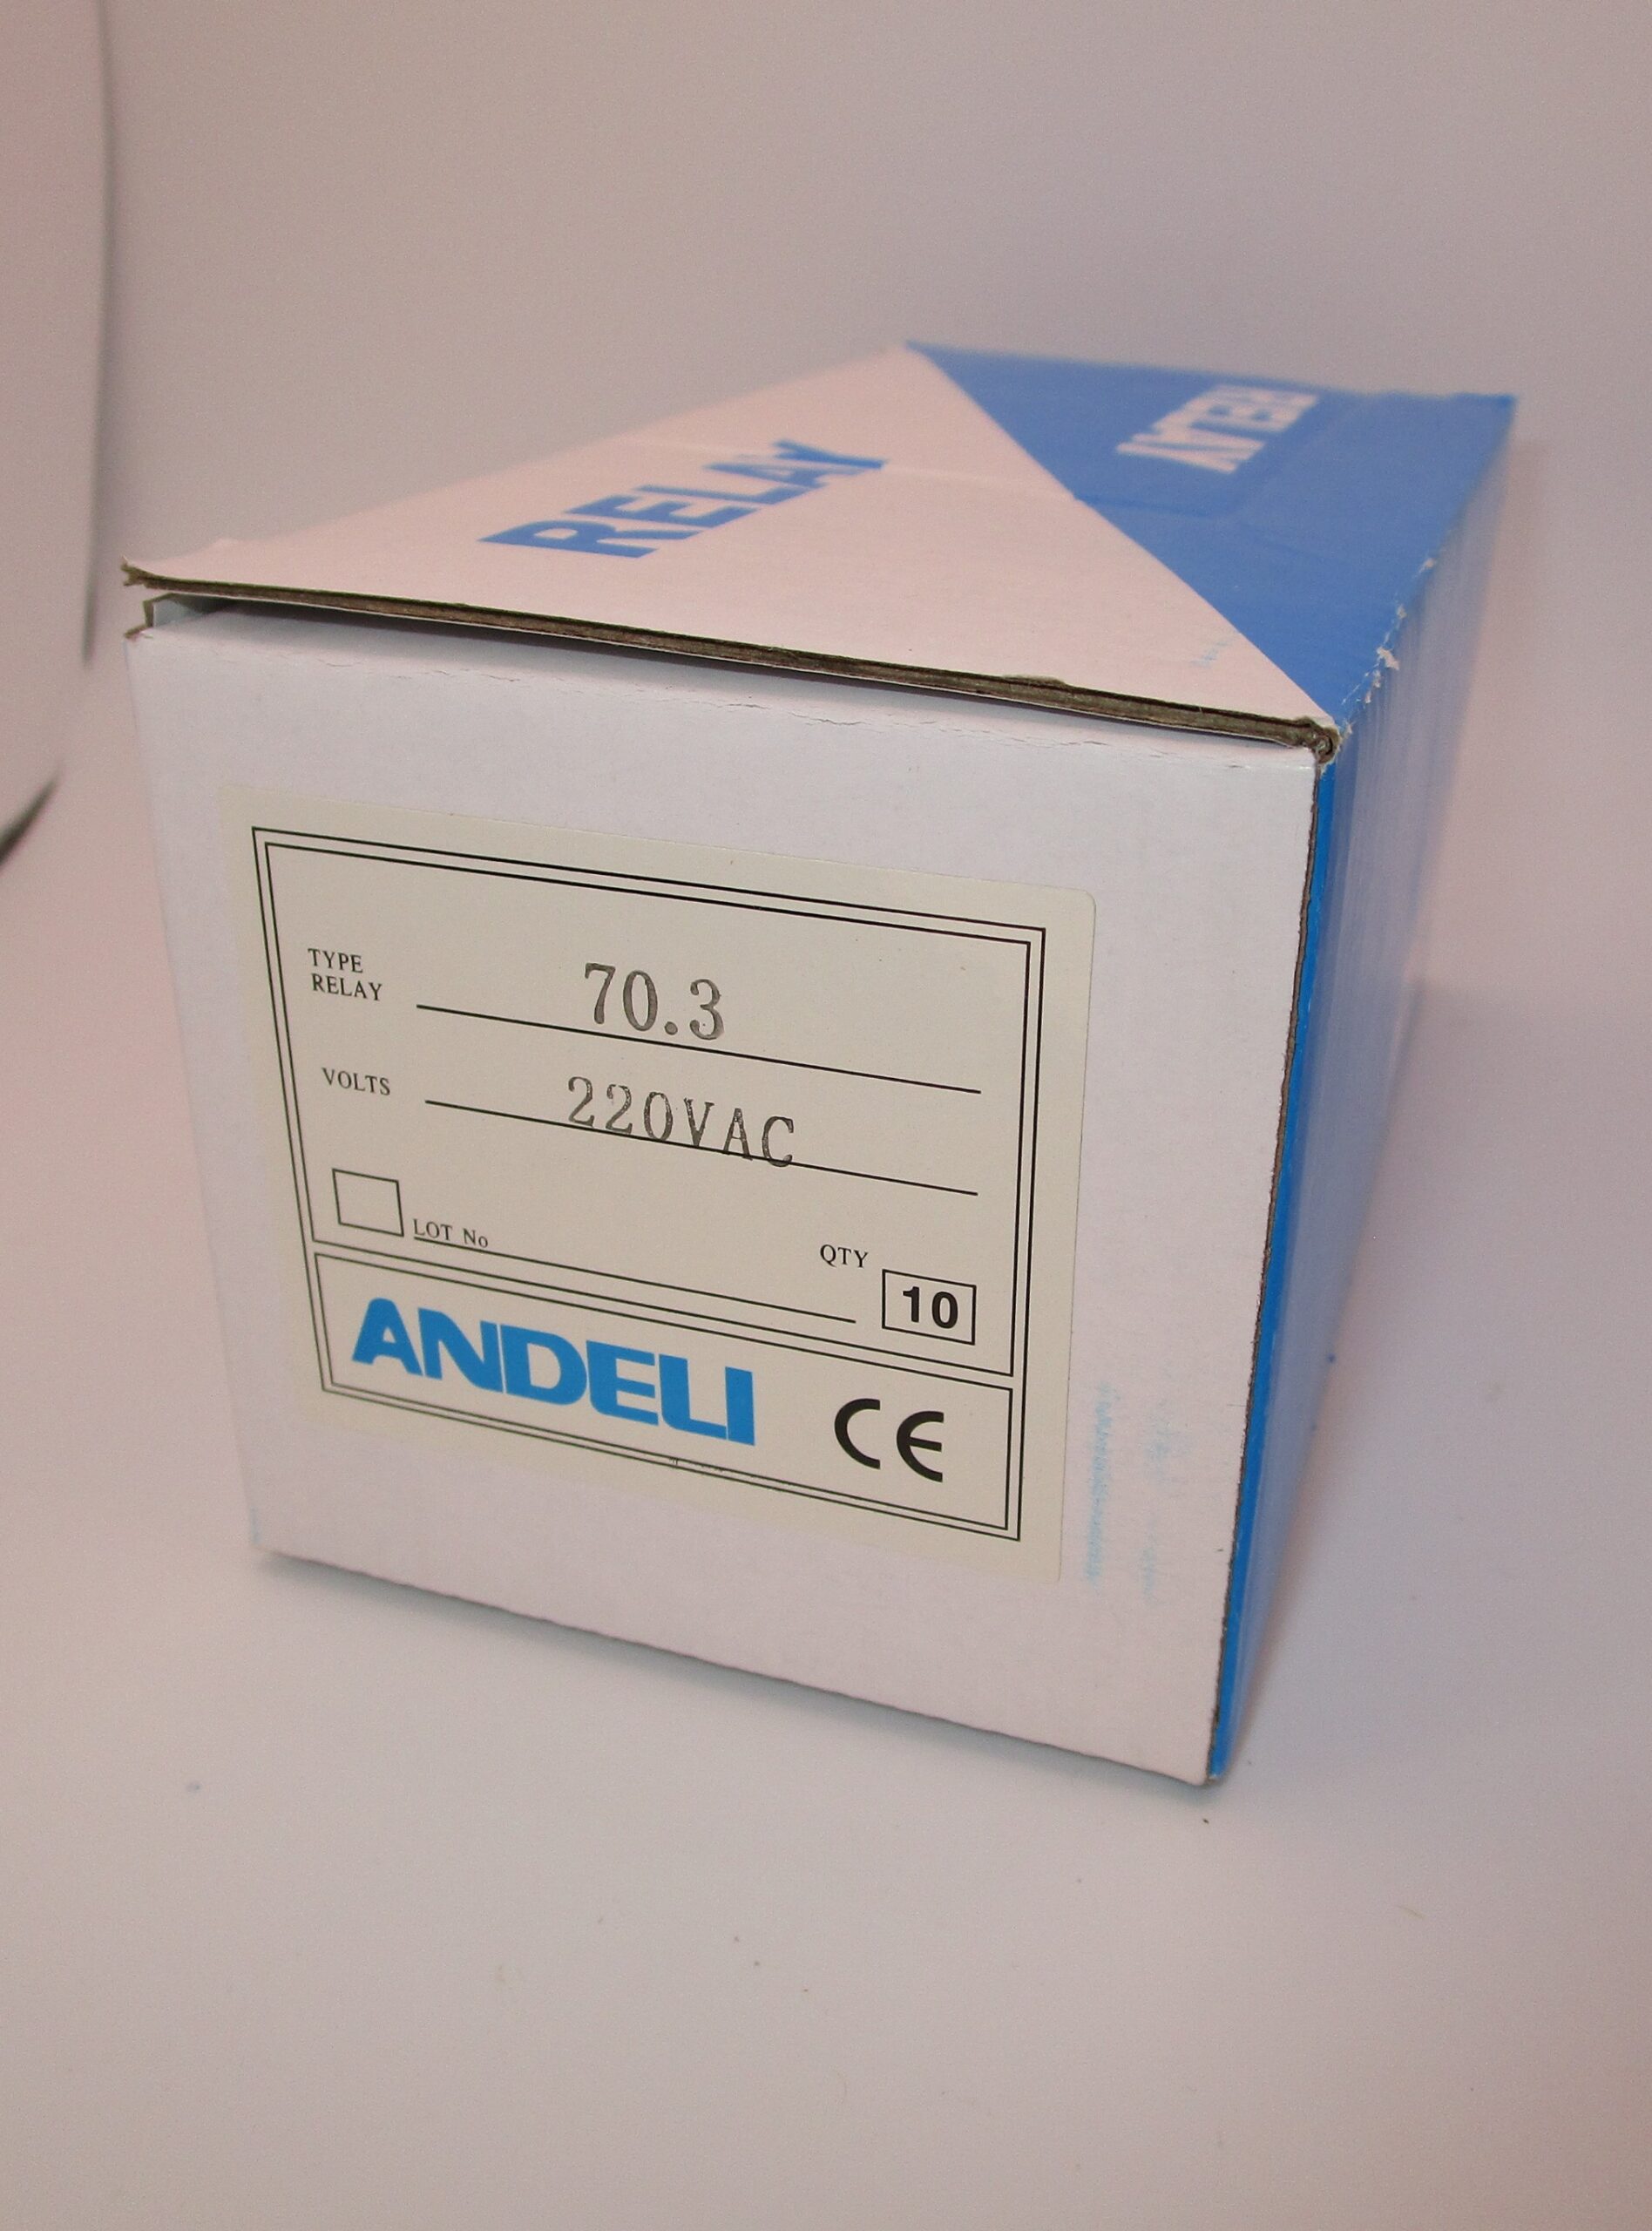 RELAY
RELAY
TYPE
RELAY 70.3
VOLTS 220VAC
LOT No
QTY 10
ANDELI CE